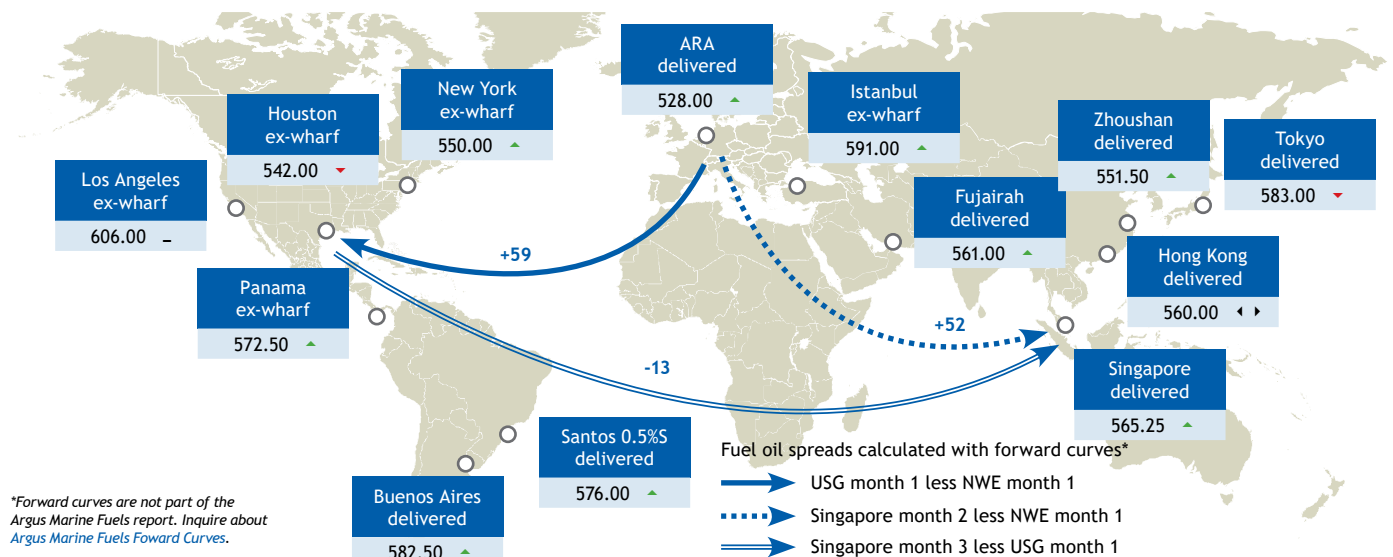 ARA
delivered
528.00
New York
ex-wharf
550.00
Istanbul
ex-wharf
591.00
Houston
ex-wharf
542.00
Zhoushan
delivered
551.50
Tokyo
delivered
583.00
Los Angeles
ex-wharf
606.00 –
Fujairah
delivered
561.00
+59
Hong Kong
delivered
560.00
Panama
ex-wharf
572.50
+52
-13
Singapore
delivered
565.25
Santos 0.5%S
delivered
576.00
Buenos Aires
delivered
582.50
Fuel oil spreads calculated with forward curves*
USG month 1 less NWE month 1
Singapore month 2 less NWE month 1
Singapore month 3 less USG month 1
*Forward curves are not part of the
Argus Marine Fuels report. Inquire about
Argus Marine Fuels Foward Curves.